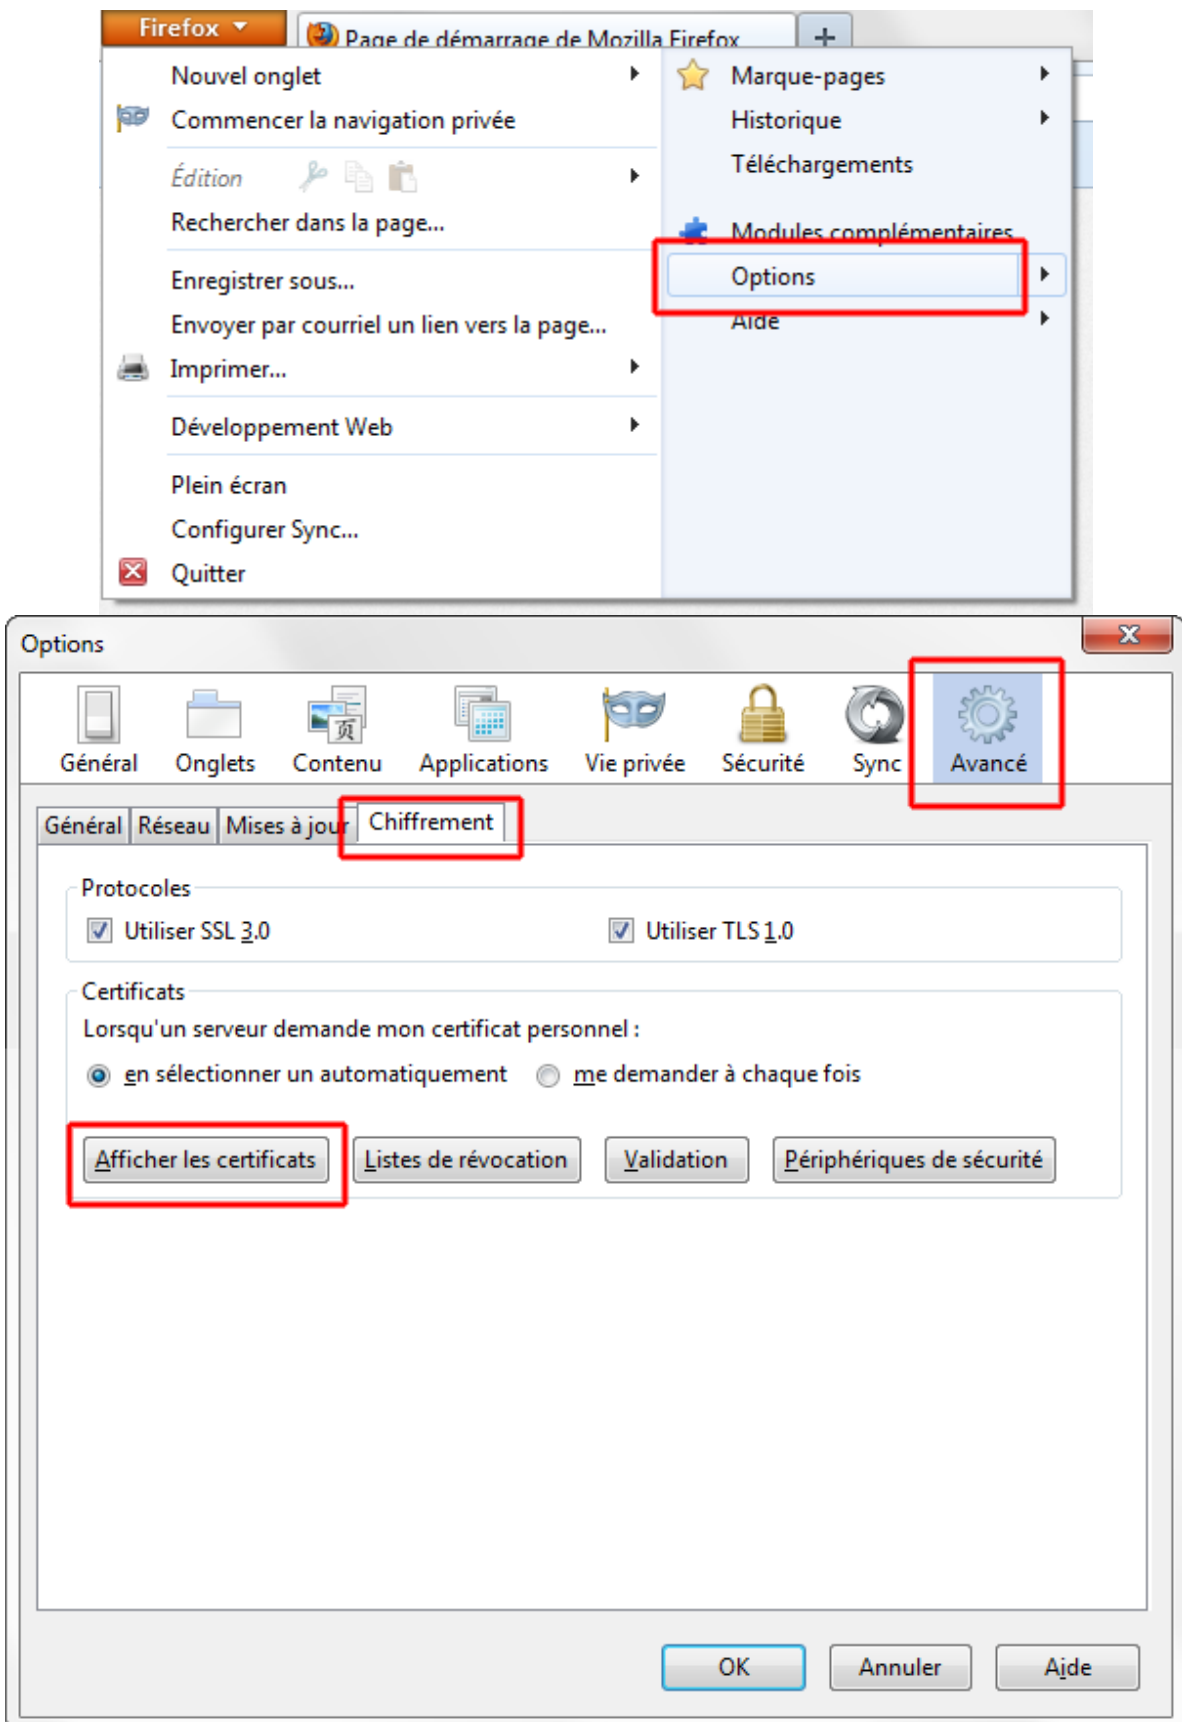 Firefox
Page de démarrage de Mozilla Firefox
+
Nouvel onglet
Commencer la navigation privée
Édition
Rechercher dans la page...
Enregistrer sous...
Envoyer par courriel un lien vers la page...
Imprimer...
Développement Web
Plein écran
Configurer Sync...
Quitter
Marque-pages
Historique
Téléchargements
Modules complémentaires
Options
Aide
Options
页
Général Onglets Contenu Applications Vie privée Sécurité Sync Avancé
Général Réseau Mises à jour Chiffrement
Protocoles
Utiliser SSL 3.0 Utiliser TLS 1.0
Certificats
Lorsqu'un serveur demande mon certificat personnel :
en sélectionner un automatiquement me demander à chaque fois
Afficher les certificats Listes de révocation Validation Périphériques de sécurité
OK Annuler Aide